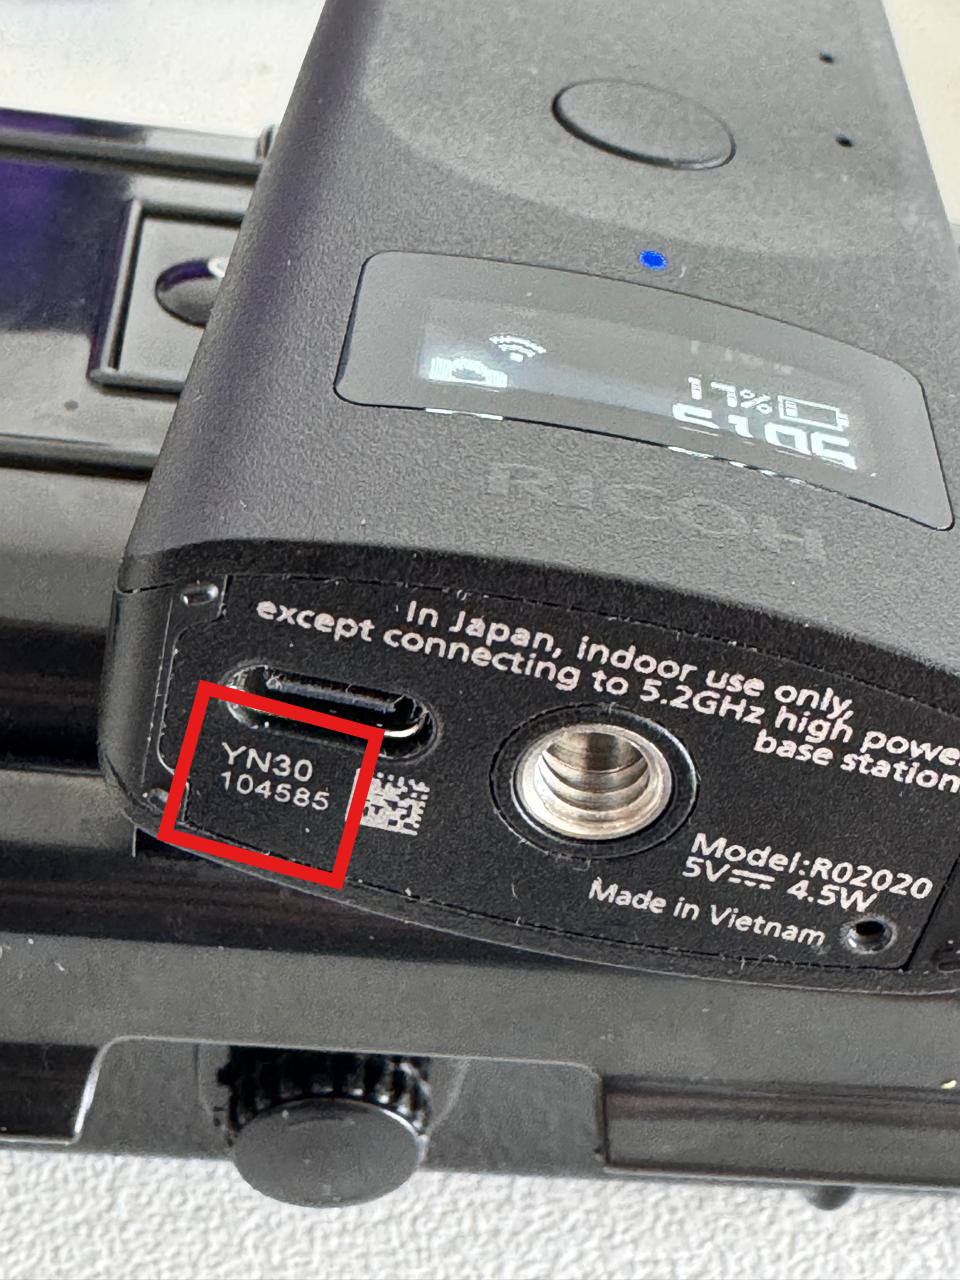 17%
5106
RICOH
In Japan, indoor use only,
except connecting to 5.2GHz high power
base station
YN30
104585
Model:R02020
5V⎓ 4.5W
Made in Vietnam